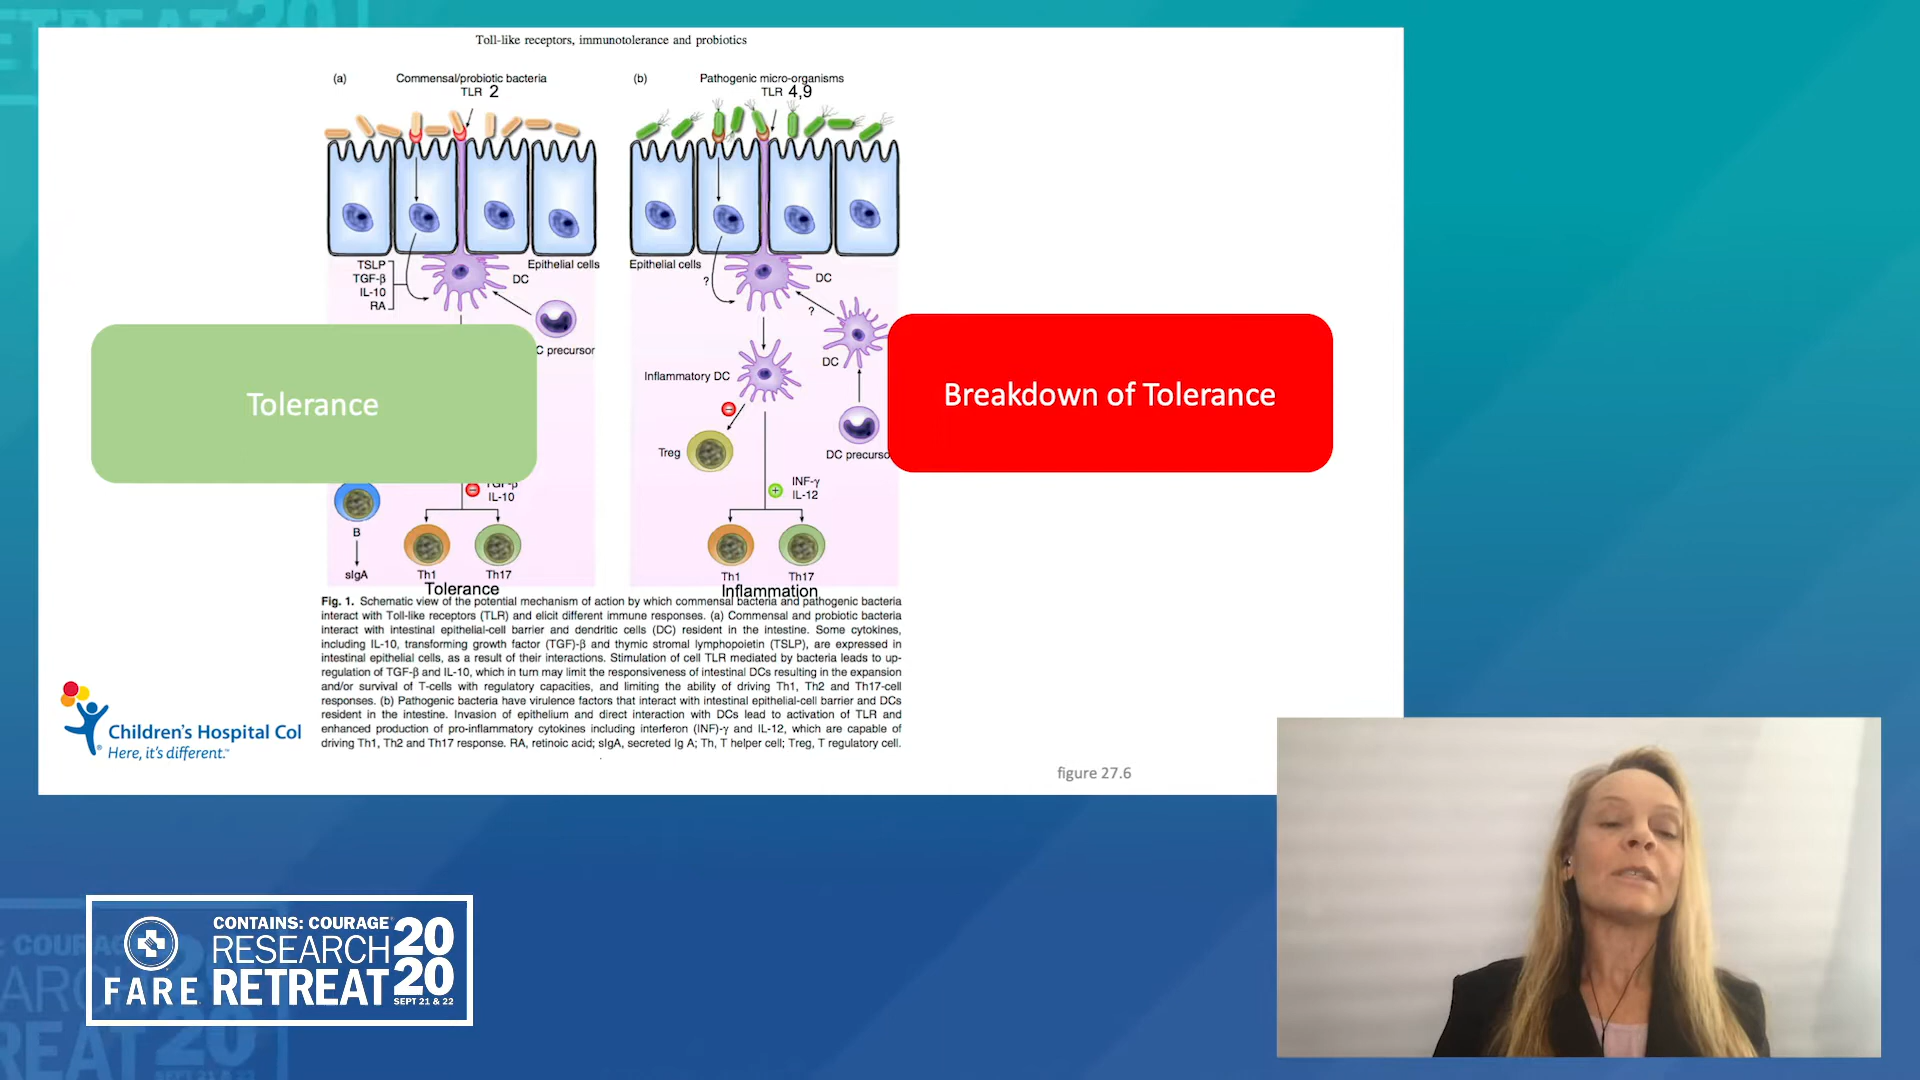 Toll-like receptors, immunotolerance and probiotics
(a)
Commensal/probiotic bacteria
TLR 2
(b)
Pathogenic micro-organisms
TLR 4,9
TSLP
TGF-β
IL-10
RA
Epithelial cells
DC
C precursor
Epithelial cells
?
DC
?
DC
Inflammatory DC
DC precurso
Treg
Tolerance
Breakdown of Tolerance
TGF-β
IL-10
INF-γ
IL-12
B
sIgA
Th1
Th17
Tolerance
Th1
Th17
Inflammation
Fig. 1. Schematic view of the potential mechanism of action by which commensal bacteria and pathogenic bacteria
interact with Toll-like receptors (TLR) and elicit different immune responses. (a) Commensal and probiotic bacteria
interact with intestinal epithelial-cell barrier and dendritic cells (DC) resident in the intestine. Some cytokines,
including IL-10, transforming growth factor (TGF)-β and thymic stromal lymphopoietin (TSLP), are expressed in
intestinal epithelial cells, as a result of their interactions. Stimulation of cell TLR mediated by bacteria leads to up-
regulation of TGF-β and IL-10, which in turn may limit the responsiveness of intestinal DCs resulting in the expansion
and/or survival of T-cells with regulatory capacities, and limiting the ability of driving Th1, Th2 and Th17-cell
responses. (b) Pathogenic bacteria have virulence factors that interact with intestinal epithelial-cell barrier and DCs
resident in the intestine. Invasion of epithelium and direct interaction with DCs lead to activation of TLR and
enhanced production of pro-inflammatory cytokines including interferon (INF)-γ and IL-12, which are capable of
driving Th1, Th2 and Th17 response. RA, retinoic acid; sIgA, secreted Ig A; Th, T helper cell; Treg, T regulatory cell.
Children's Hospital Col
Here, it's different.™
figure 27.6
FARE
CONTAINS: COURAGE®
RESEARCH
RETREAT
20
20
SEPT 21 & 22